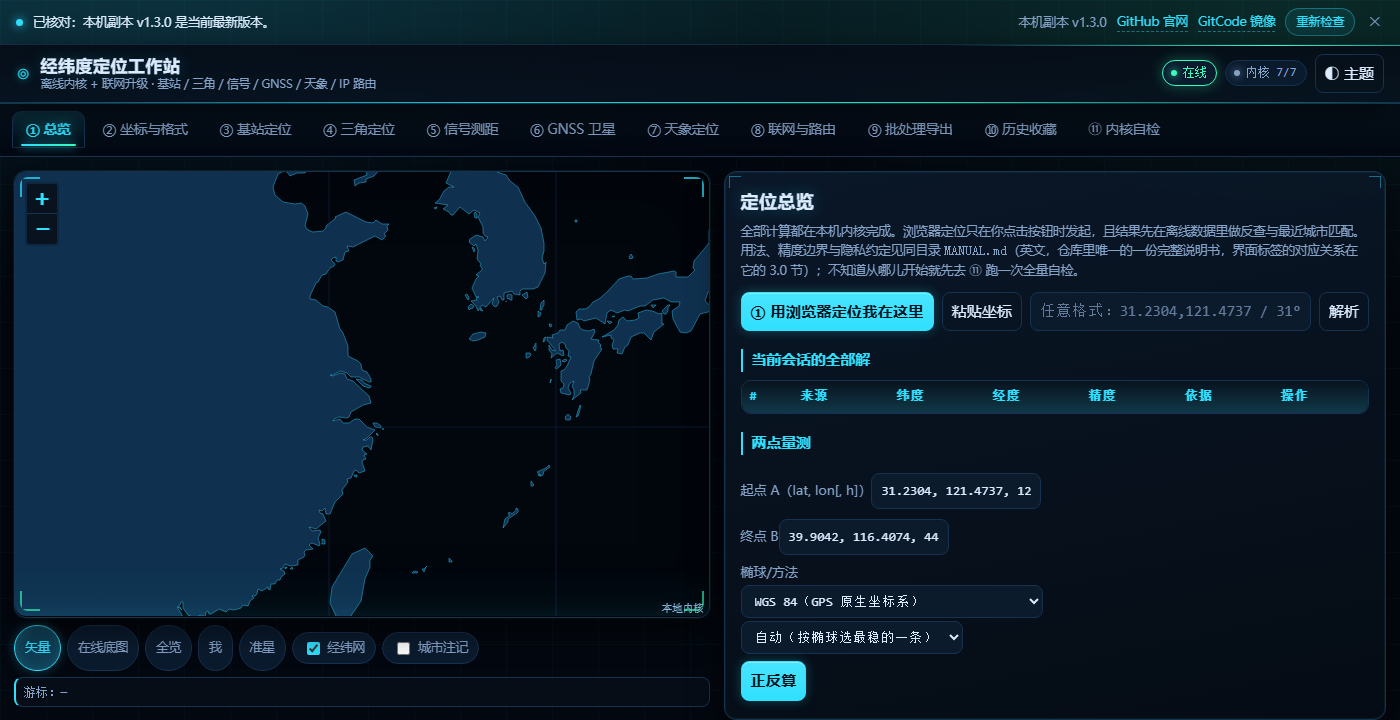 已核对：本机副本 v1.3.0 是当前最新版本。
本机副本 v1.3.0 GitHub 官网 GitCode 镜像 重新检查 ×
经纬度定位工作站
离线内核 + 联网升级 · 基站 / 三角 / 信号 / GNSS / 天象 / IP 路由
在线 内核 7/7 主题
① 总览 ② 坐标与格式 ③ 基站定位 ④ 三角定位 ⑤ 信号测距 ⑥ GNSS 卫星 ⑦ 天象定位 ⑧ 联网与路由 ⑨ 批处理导出 ⑩ 历史收藏 ⑪ 内核自检
+
−
本地内核
矢量 在线底图 全览 我 准星 经纬网 城市注记
游标：—
定位总览
全部计算都在本机内核完成。浏览器定位只在你点击按钮时发起，且结果先在离线数据里做反查与最近城市匹配。
用法、精度边界与隐私约定见同目录 MANUAL.md（英文，仓库里唯一的一份完整说明书，界面标签的对应关系在
它的 3.0 节）；不知道从哪儿开始就先去 ⑪ 跑一次全量自检。
① 用浏览器定位我在这里 粘贴坐标 任意格式：31.2304,121.4737 / 31° 解析
当前会话的全部解
# 来源 纬度 经度 精度 依据 操作
两点量测
起点 A（lat, lon[, h]） 31.2304, 121.4737, 12
终点 B 39.9042, 116.4074, 44
椭球/方法
WGS 84（GPS 原生坐标系）
自动（按椭球选最稳的一条）
正反算